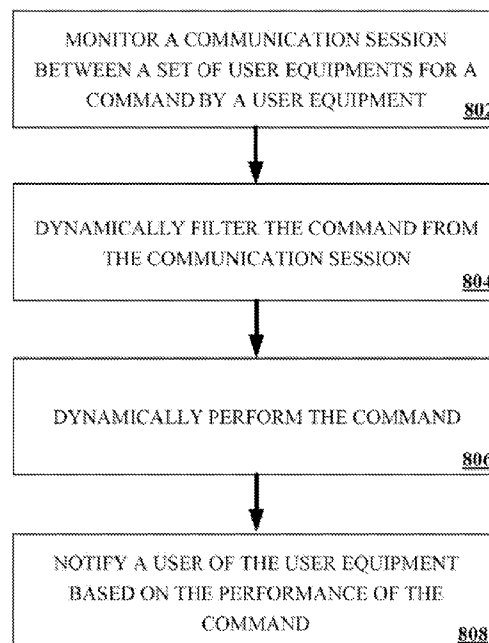 MONITOR A COMMUNICATION SESSION
BETWEEN A SET OF USER EQUIPMENTS FOR A
COMMAND BY A USER EQUIPMENT
802
DYNAMICALLY FILTER THE COMMAND FROM
THE COMMUNICATION SESSION
804
DYNAMICALLY PERFORM THE COMMAND
806
NOTIFY A USER OF THE USER EQUIPMENT
BASED ON THE PERFORMANCE OF THE
COMMAND
808